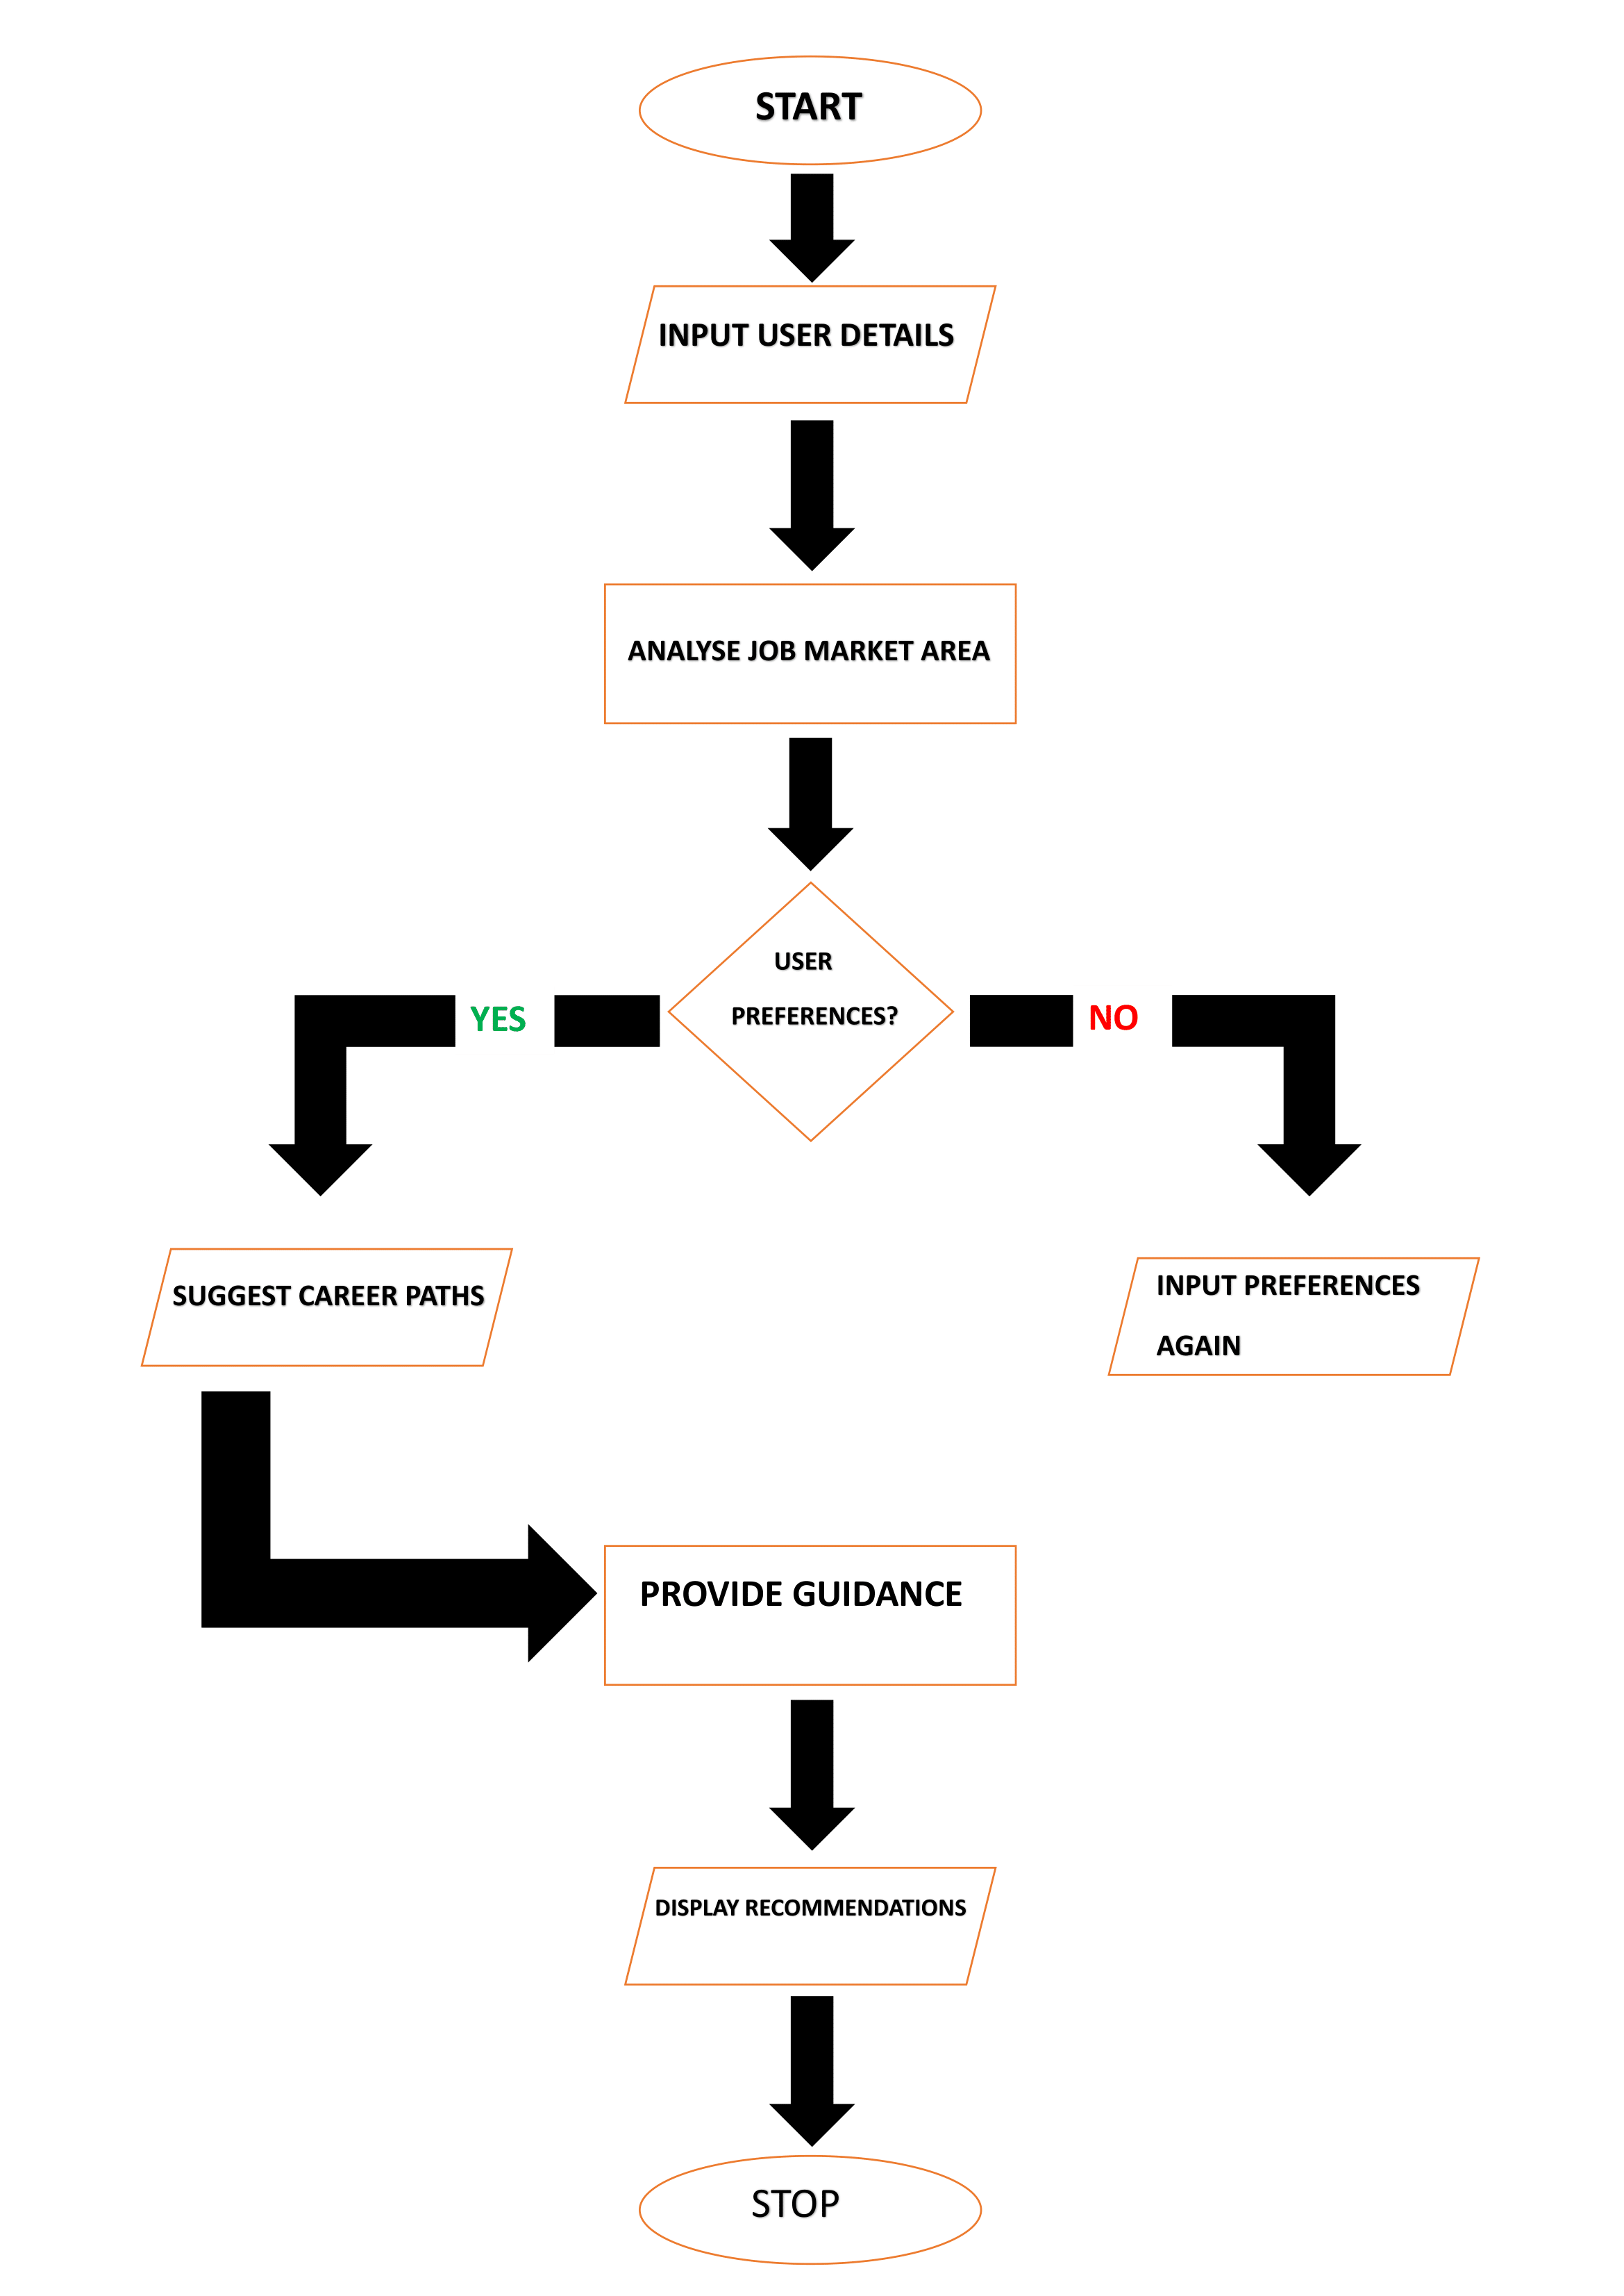 START
INPUT USER DETAILS
ANALYSE JOB MARKET AREA
USER
PREFERENCES?
YES
NO
SUGGEST CAREER PATHS
INPUT PREFERENCES
AGAIN
PROVIDE GUIDANCE
DISPLAY RECOMMENDATIONS
STOP